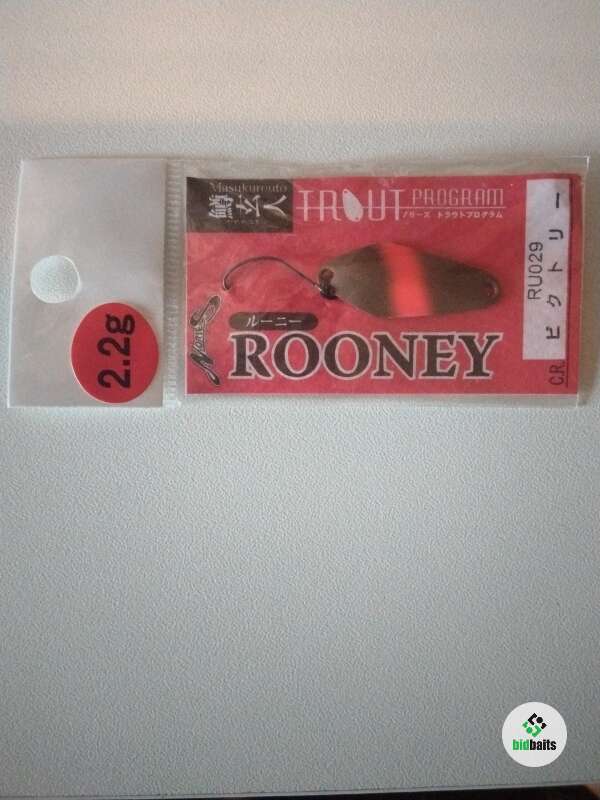 2.2g
Masukurouto
鱒玄人
TROUT PROGRAM
ノリーズ トラウトプログラム
Nories
ルーニー
ROONEY
RU029
C.R. ビクトリー
bidbaits